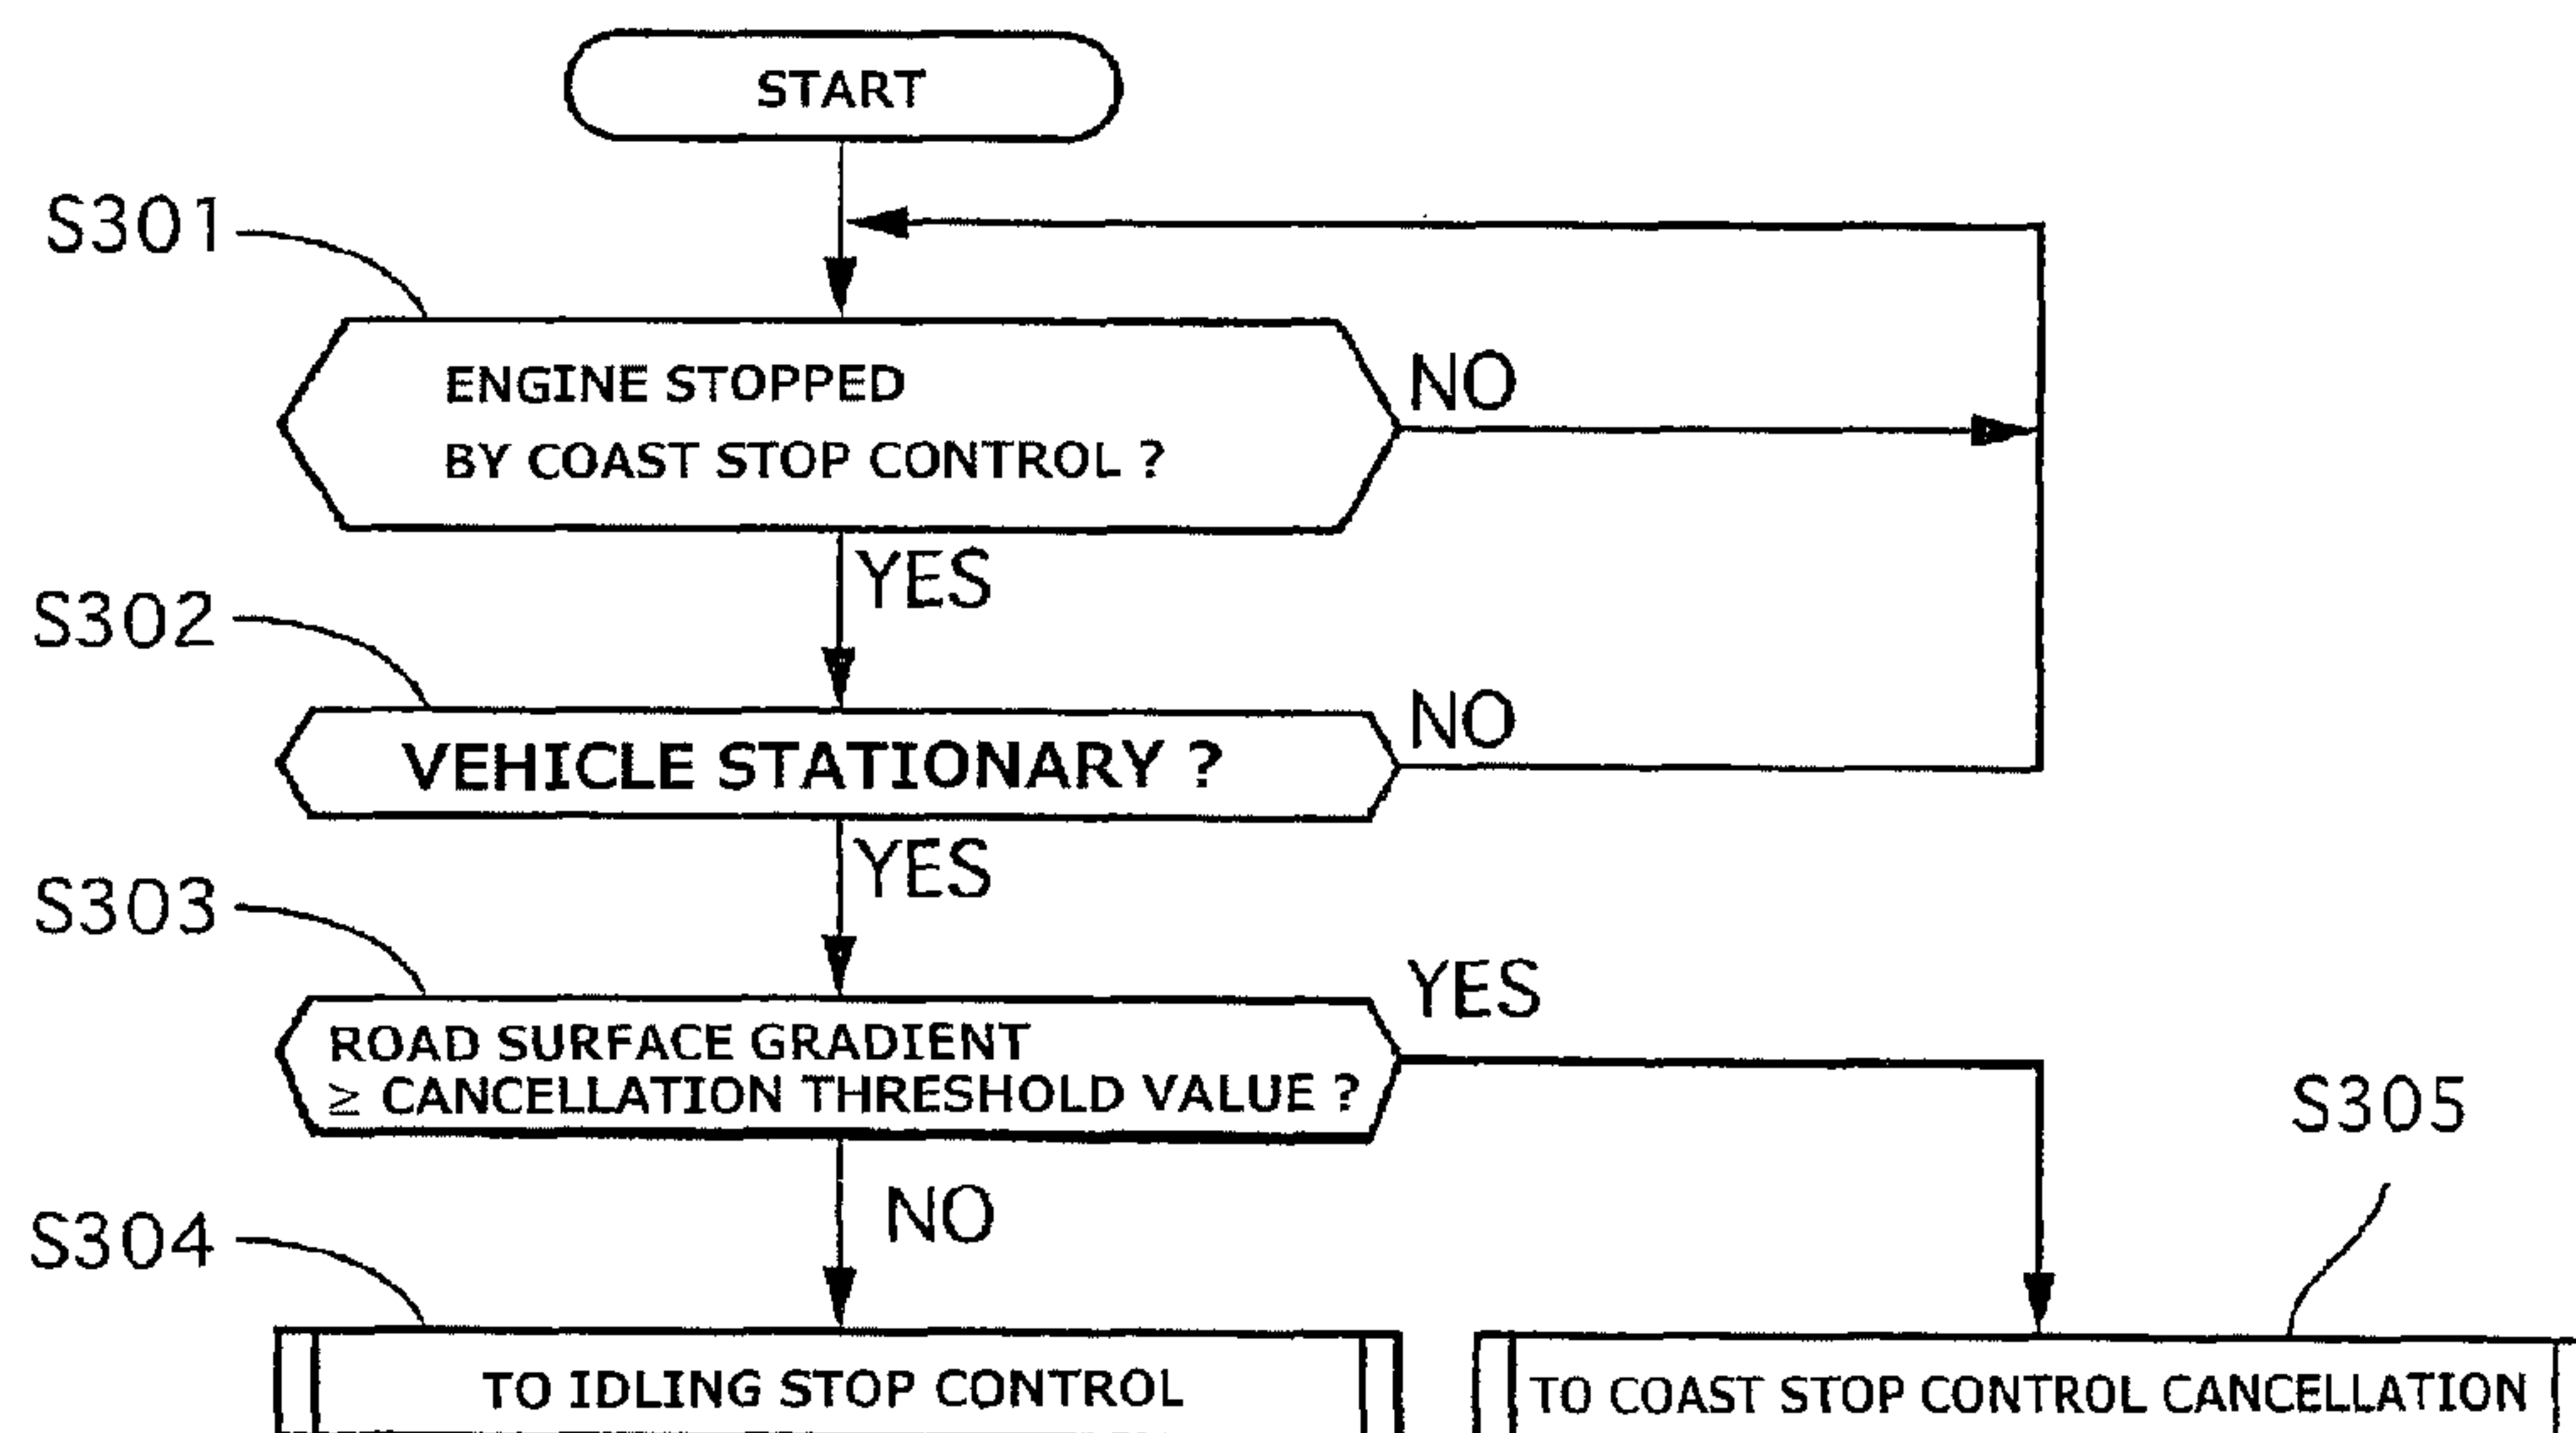 START
S301
ENGINE STOPPED
BY COAST STOP CONTROL ?
NO
YES
S302
VEHICLE STATIONARY ?
NO
YES
S303
ROAD SURFACE GRADIENT
≥ CANCELLATION THRESHOLD VALUE ?
YES
NO
S304
S305
TO IDLING STOP CONTROL
TO COAST STOP CONTROL CANCELLATION